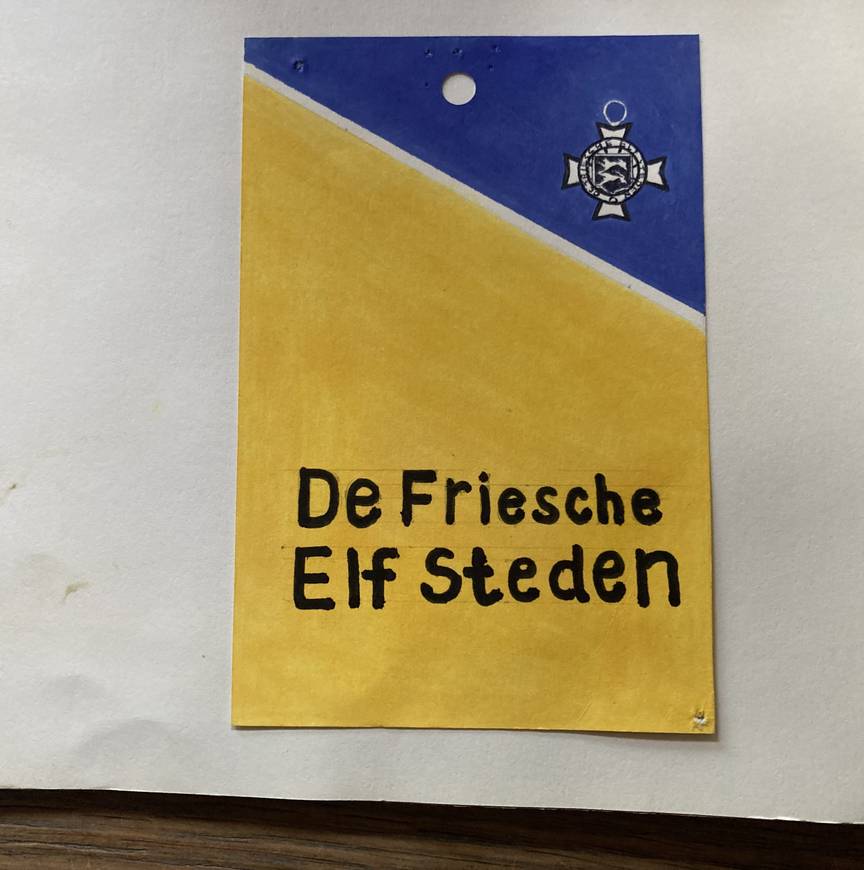 De Friesche
Elf Steden